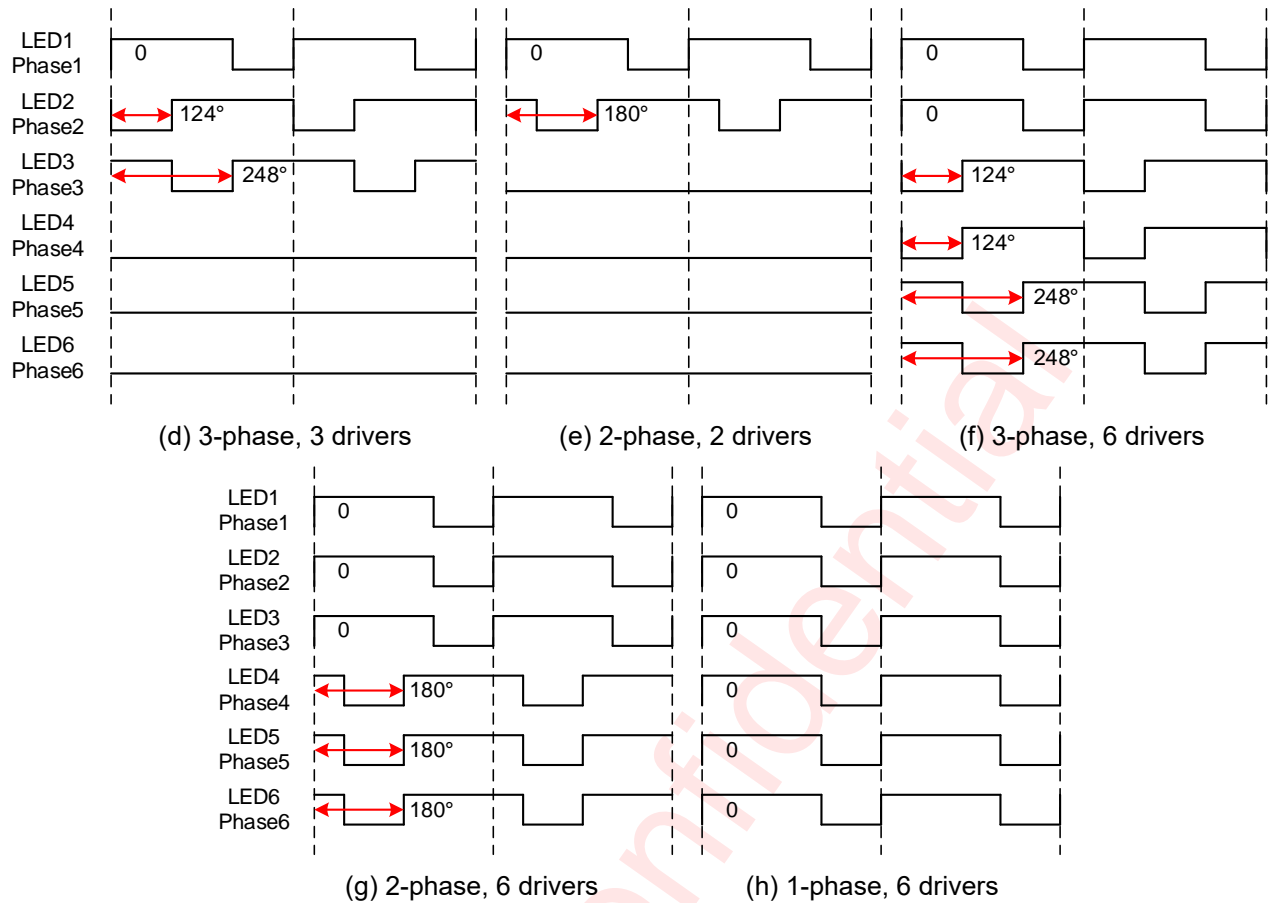 LED1
Phase1
0
0
0
LED2
Phase2
124°
180°
0
LED3
Phase3
248°
124°
LED4
Phase4
124°
LED5
Phase5
248°
LED6
Phase6
248°
(d) 3-phase, 3 drivers
(e) 2-phase, 2 drivers
(f) 3-phase, 6 drivers
LED1
Phase1
0
0
LED2
Phase2
0
0
LED3
Phase3
0
0
LED4
Phase4
180°
0
LED5
Phase5
180°
0
LED6
Phase6
180°
0
(g) 2-phase, 6 drivers
(h) 1-phase, 6 drivers
nfidential